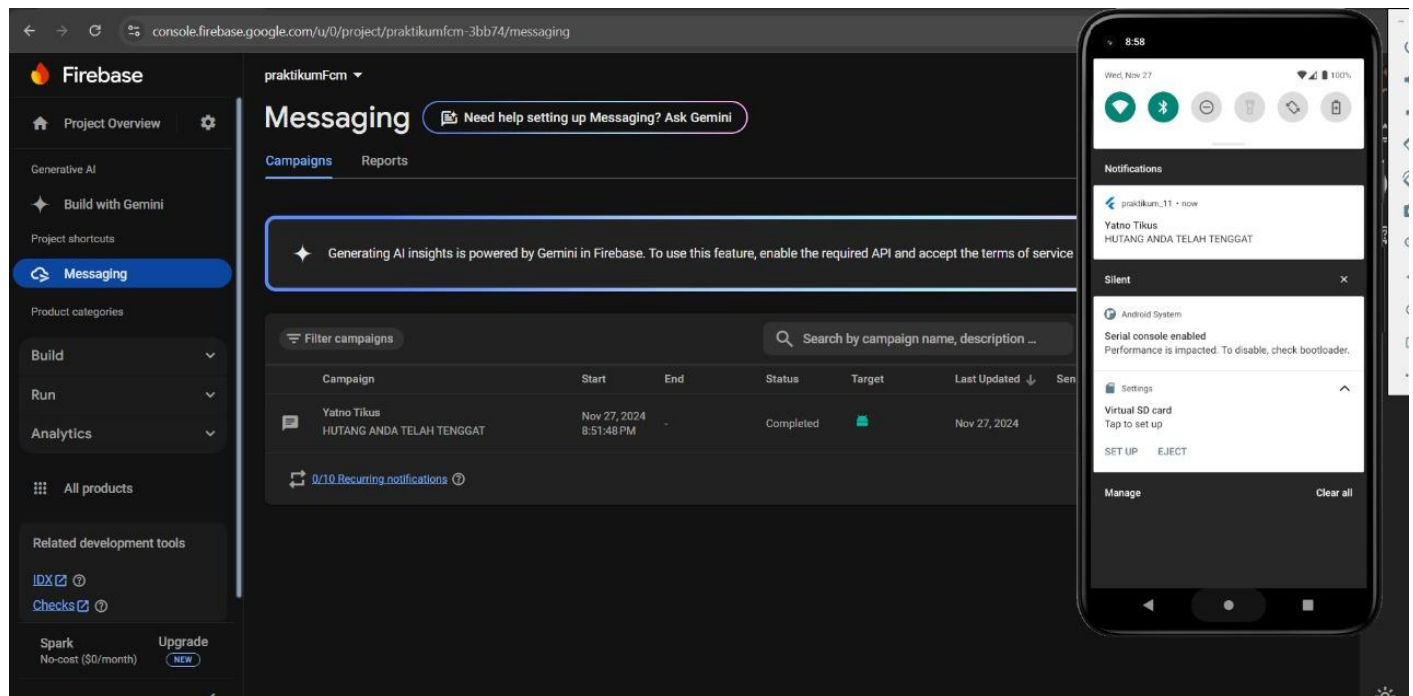 console.firebase.google.com/u/0/project/praktikumfcm-3bb74/messaging
Firebase
Project Overview
Generative AI
Build with Gemini
Project shortcuts
Messaging
Product categories
Build
Run
Analytics
All products
Related development tools
IDX
Checks
Spark
No-cost ($0/month)
Upgrade
NEW
praktikumFcm
Messaging
Need help setting up Messaging? Ask Gemini
Campaigns Reports
Generating AI insights is powered by Gemini in Firebase. To use this feature, enable the required API and accept the terms of service
Filter campaigns
Search by campaign name, description ...
Campaign Start End Status Target Last Updated Sen
Yatno Tikus
HUTANG ANDA TELAH TENGGAT
Nov 27, 2024
8:51:48 PM
-
Completed
Nov 27, 2024
0/10 Recurring notifications
8:58
Wed, Nov 27
100%
Notifications
praktikum_11 • now
Yatno Tikus
HUTANG ANDA TELAH TENGGAT
Silent
Android System
Serial console enabled
Performance is impacted. To disable, check bootloader.
Settings
Virtual SD card
Tap to set up
SET UP EJECT
Manage Clear all